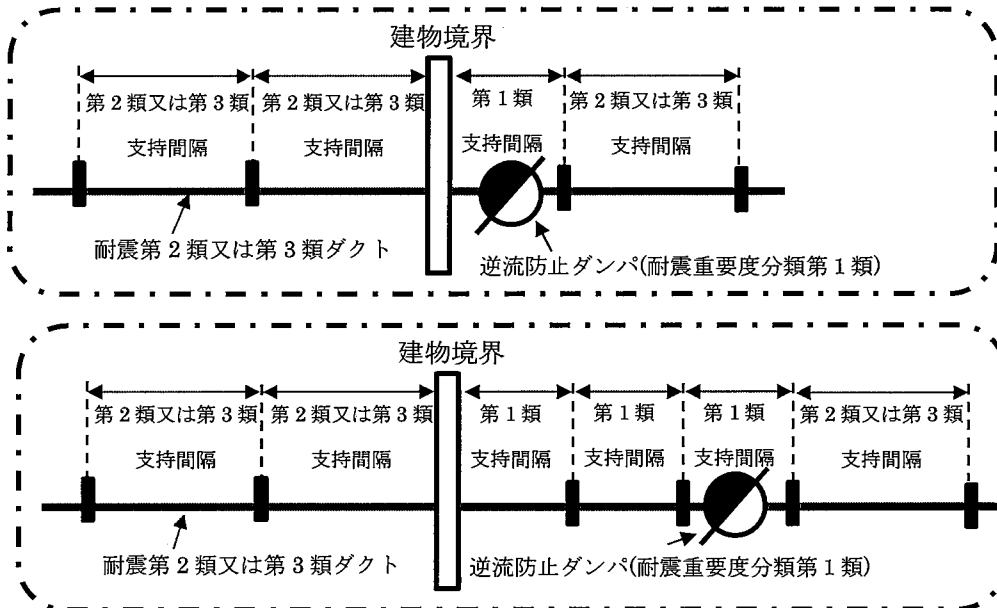 建物境界
第２類又は第３類 第２類又は第３類 第１類 第２類又は第３類
支持間隔 支持間隔 支持間隔 支持間隔
耐震第２類又は第３類ダクト 逆流防止ダンパ(耐震重要度分類第１類)
建物境界
第２類又は第３類 第２類又は第３類 第１類 第１類 第１類 第２類又は第３類
支持間隔 支持間隔 支持間隔 支持間隔 支持間隔 支持間隔
耐震第２類又は第３類ダクト 逆流防止ダンパ(耐震重要度分類第１類)